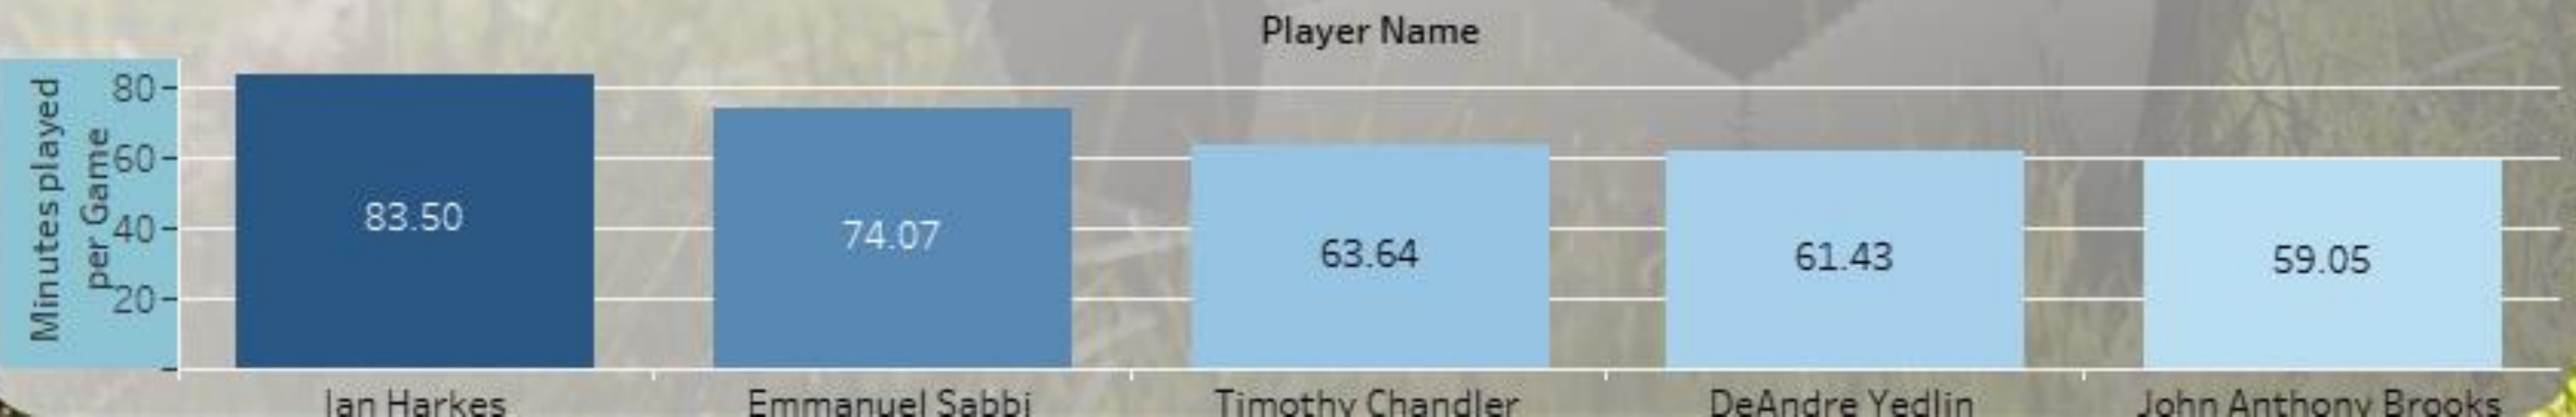 Player Name
Minutes played
per Game
80
60
40
20
83.50
74.07
63.64
61.43
59.05
Ian Harkes
Emmanuel Sabbi
Timothy Chandler
DeAndre Yedlin
John Anthony Brooks